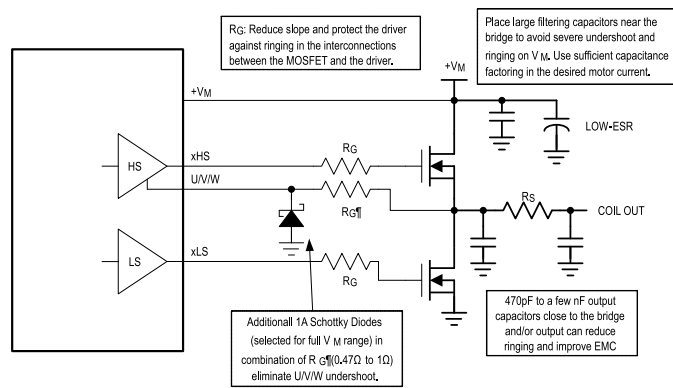 RG: Reduce slope and protect the driver
against ringing in the interconnections
between the MOSFET and the driver.
Place large filtering capacitors near the
bridge to avoid severe undershoot and
ringing on V M. Use sufficient capacitance
factoring in the desired motor current.
+VM
+VM
LOW-ESR
HS
xHS
RG
U/V/W
RG¶
RS
COIL OUT
LS
xLS
RG
Additionall 1A Schottky Diodes
(selected for full V M range) in
combination of R G¶(0.47Ω to 1Ω)
eliminate U/V/W undershoot.
470pF to a few nF output
capacitors close to the bridge
and/or output can reduce
ringing and improve EMC